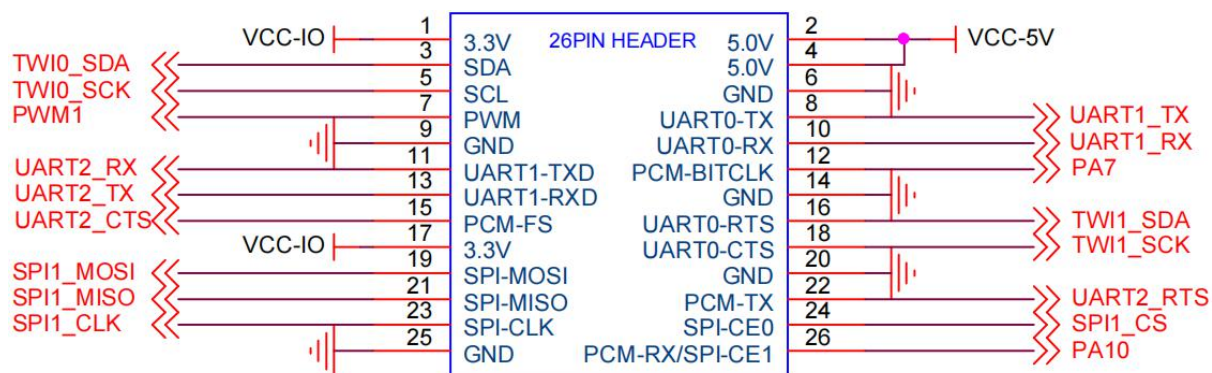 26PIN HEADER
VCC-IO 1 3.3V 5.0V 2 VCC-5V
TWI0_SDA 3 SDA 5.0V 4
TWI0_SCK 5 SCL GND 6
PWM1 7 PWM UART0-TX 8 UART1_TX
9 GND UART0-RX 10 UART1_RX
UART2_RX 11 UART1-TXD PCM-BITCLK 12 PA7
UART2_TX 13 UART1-RXD GND 14
UART2_CTS 15 PCM-FS UART0-RTS 16 TWI1_SDA
VCC-IO 17 3.3V UART0-CTS 18 TWI1_SCK
SPI1_MOSI 19 SPI-MOSI GND 20
SPI1_MISO 21 SPI-MISO PCM-TX 22 UART2_RTS
SPI1_CLK 23 SPI-CLK SPI-CE0 24 SPI1_CS
25 GND PCM-RX/SPI-CE1 26 PA10